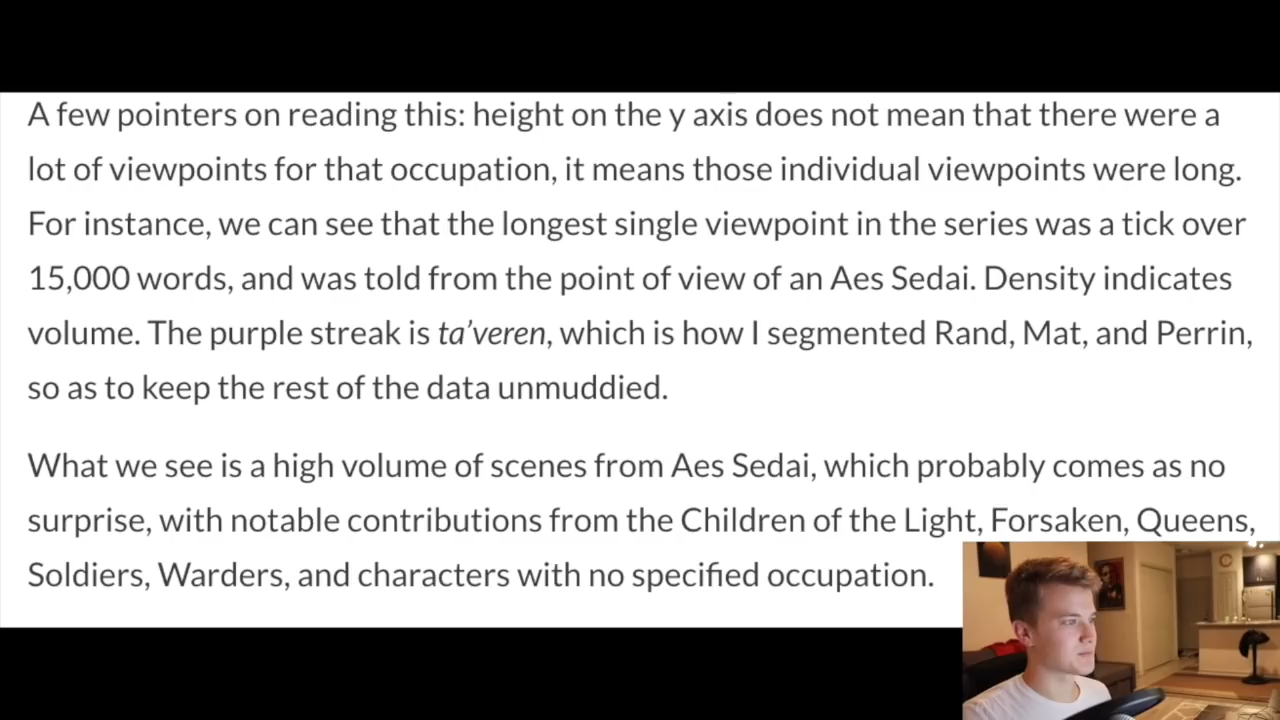 A few pointers on reading this: height on the y axis does not mean that there were a
lot of viewpoints for that occupation, it means those individual viewpoints were long.
For instance, we can see that the longest single viewpoint in the series was a tick over
15,000 words, and was told from the point of view of an Aes Sedai. Density indicates
volume. The purple streak is ta’veren, which is how I segmented Rand, Mat, and Perrin,
so as to keep the rest of the data unmuddied.
What we see is a high volume of scenes from Aes Sedai, which probably comes as no
surprise, with notable contributions from the Children of the Light, Forsaken, Queens,
Soldiers, Warders, and characters with no specified occupation.